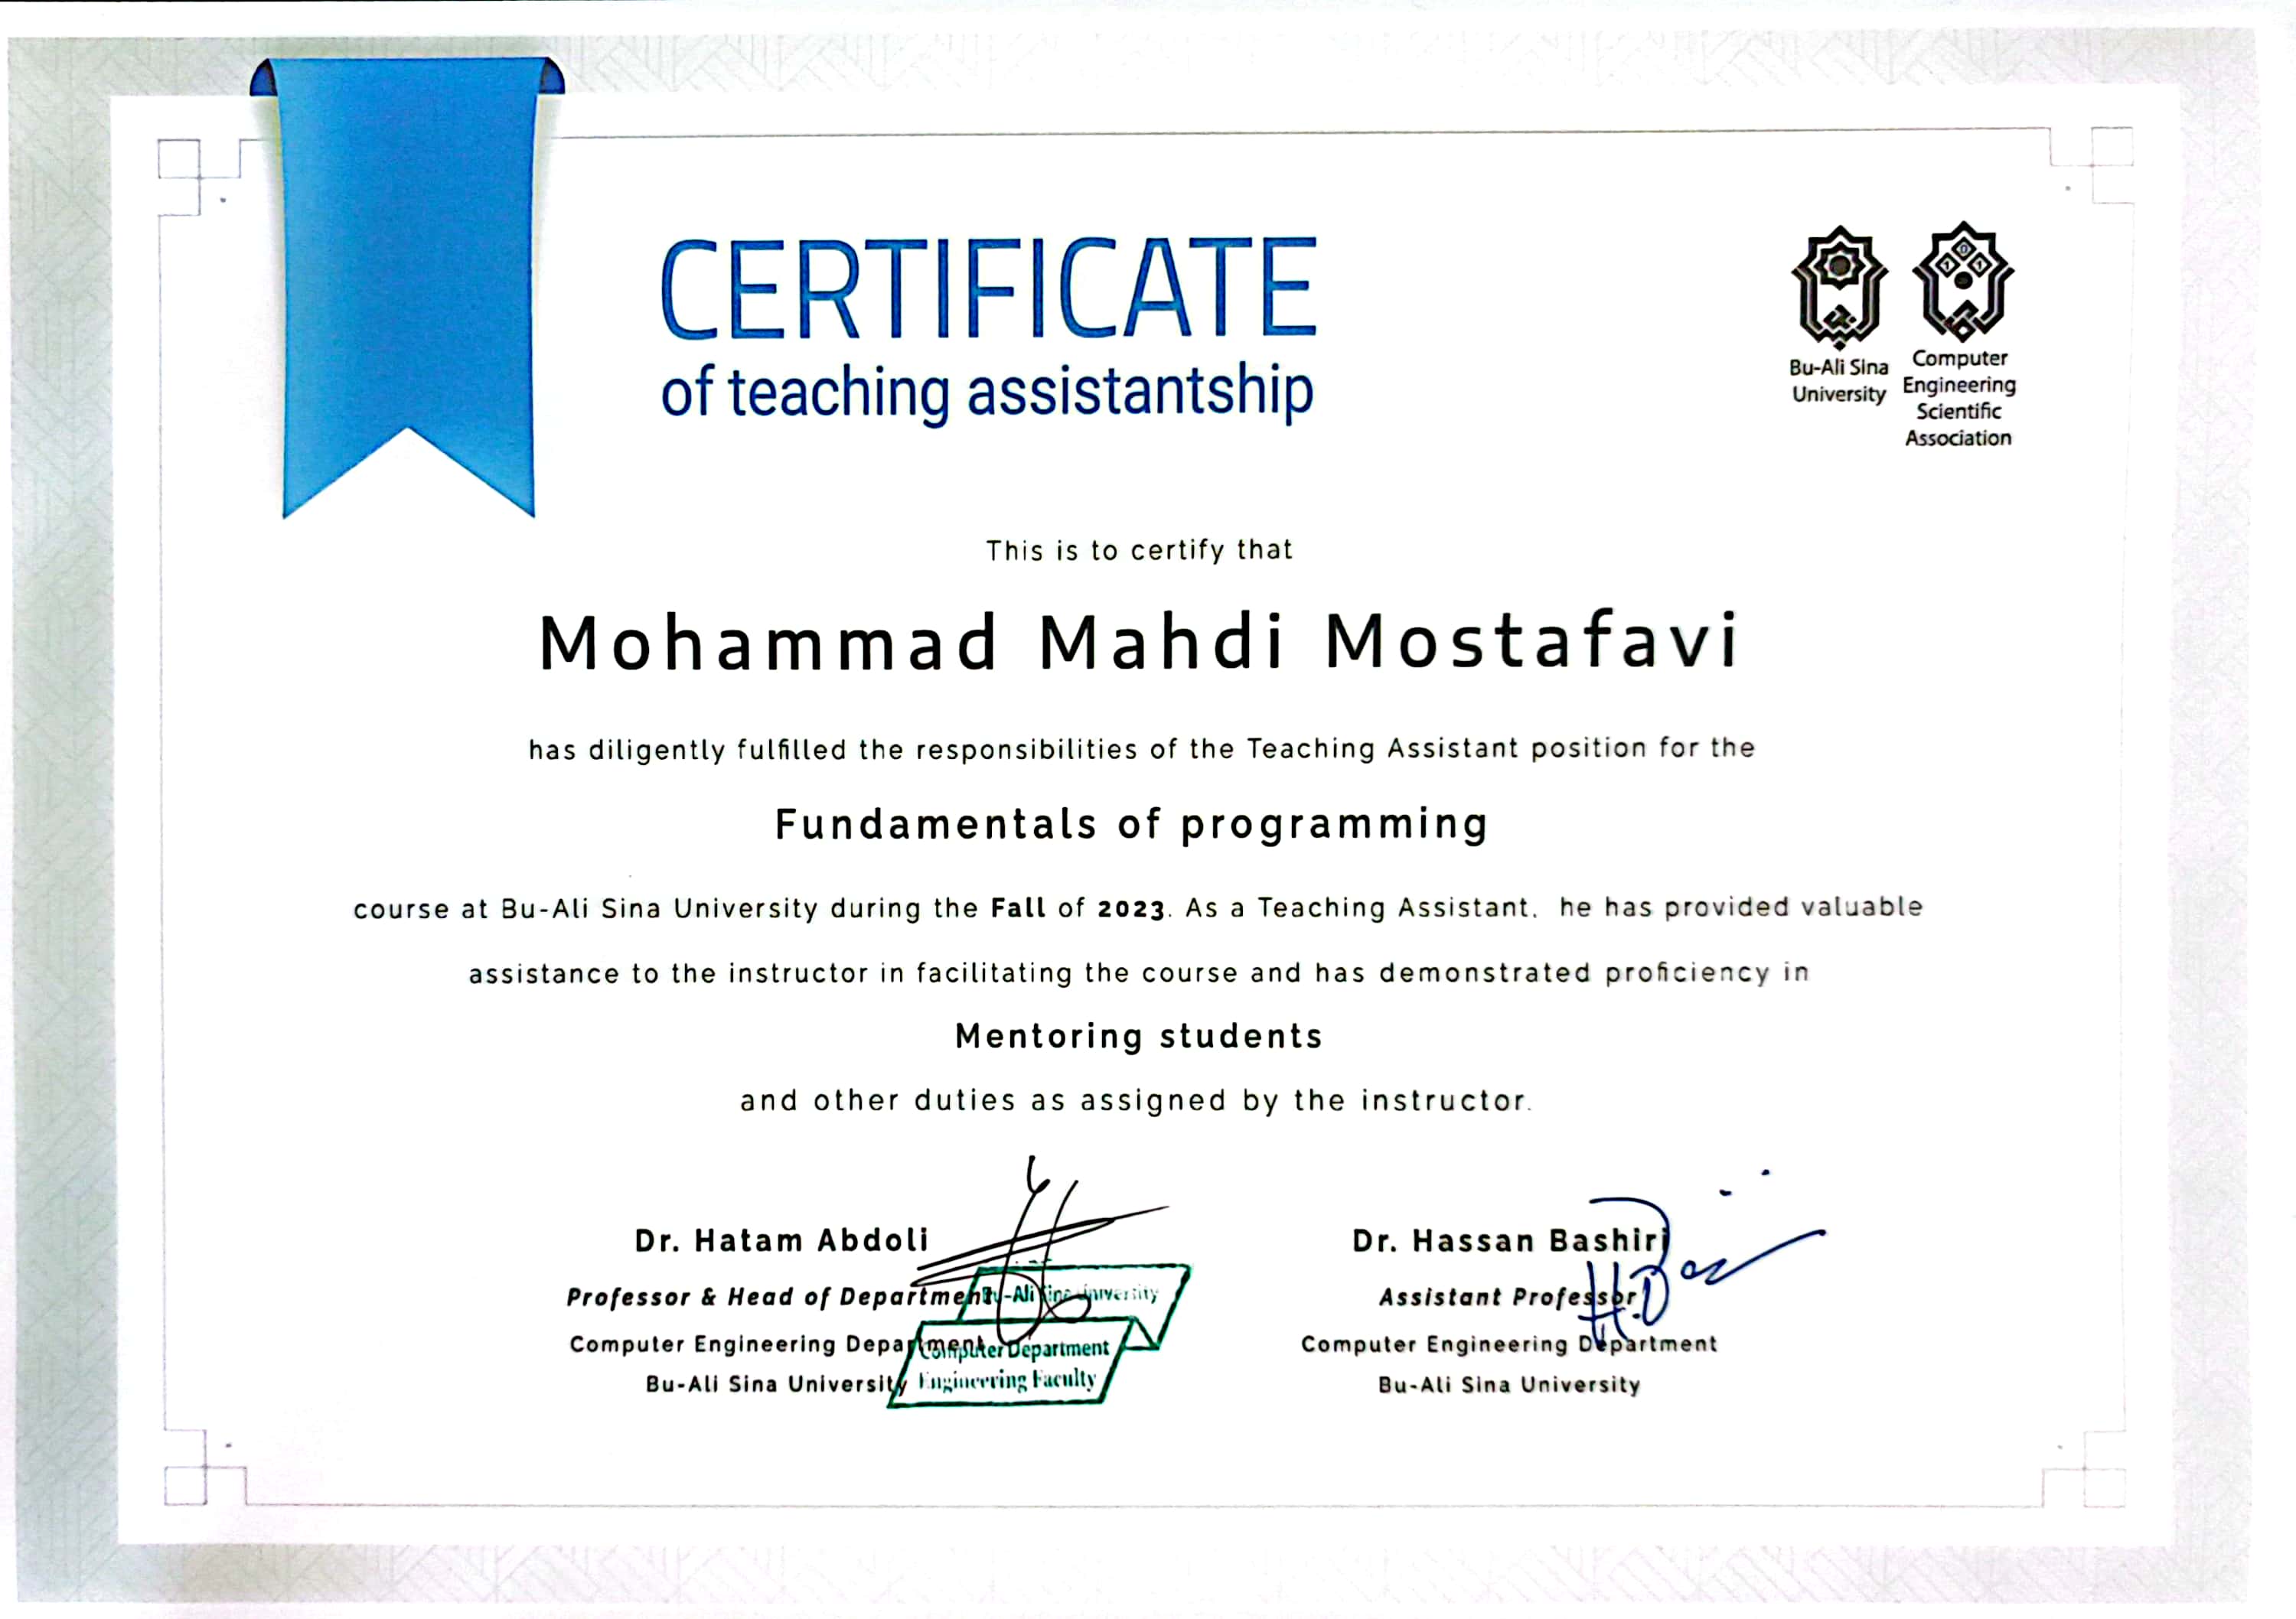 CERTIFICATE
of teaching assistantship
Bu-Ali Sina
University
Computer
Engineering
Scientific
Association
This is to certify that
Mohammad Mahdi Mostafavi
has diligently fulfilled the responsibilities of the Teaching Assistant position for the
Fundamentals of programming
course at Bu-Ali Sina University during the Fall of 2023. As a Teaching Assistant, he has provided valuable
assistance to the instructor in facilitating the course and has demonstrated proficiency in
Mentoring students
and other duties as assigned by the instructor.
Dr. Hatam Abdoli
Professor & Head of Department
Computer Engineering Department
Bu-Ali Sina University
Bu-Ali Sina University
Computer Department
Engineering Faculty
Dr. Hassan Bashiri
Assistant Professor
Computer Engineering Department
Bu-Ali Sina University
H.B